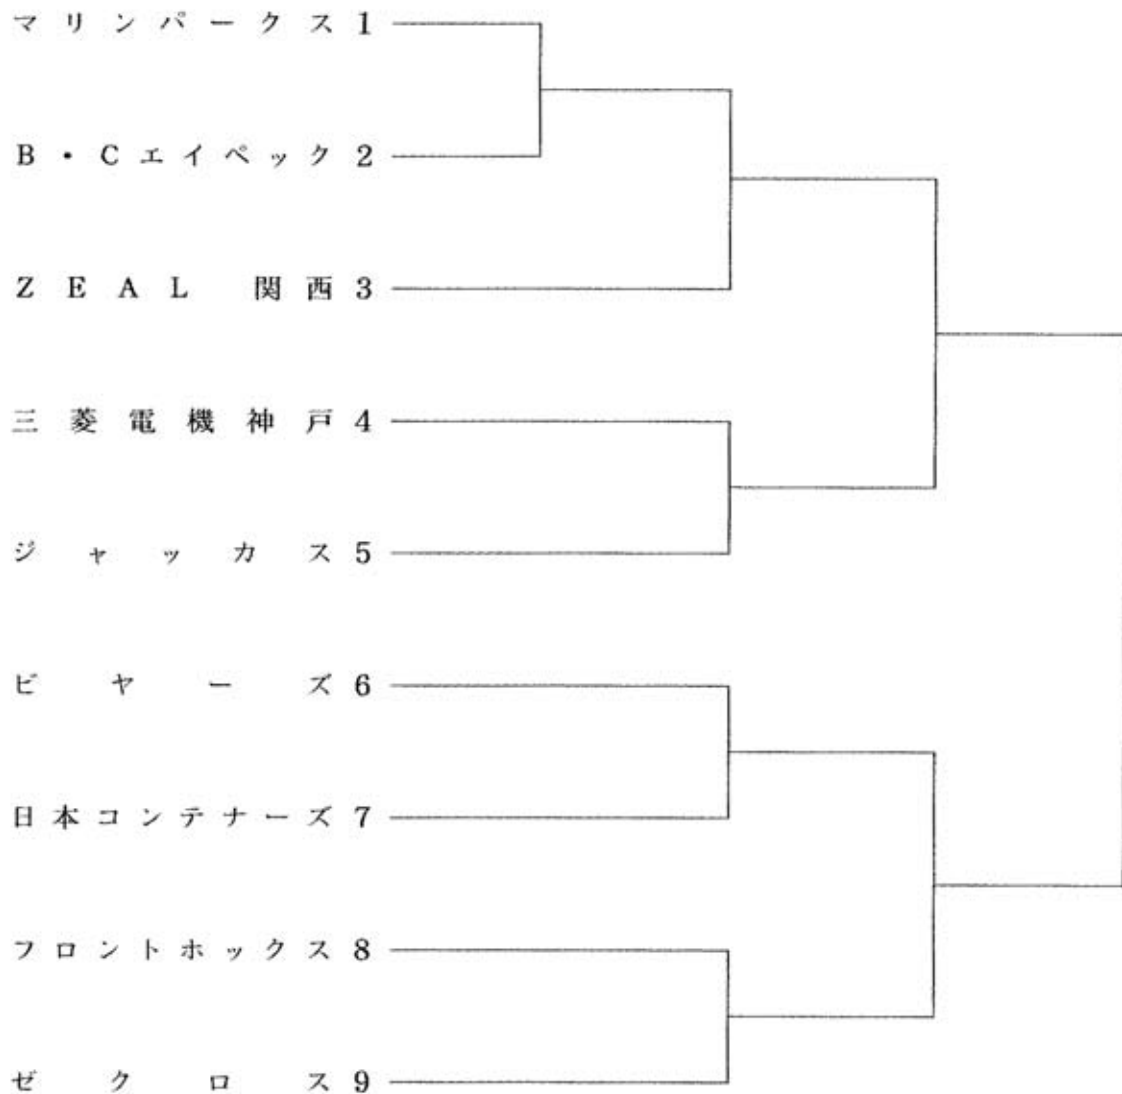 マリンパークス 1
B・Cエイペック 2
ZEAL 関西 3
三菱電機神戸 4
ジャッカス 5
ビヤーズ 6
日本コンテナーズ 7
フロントホックス 8
ゼクロス 9